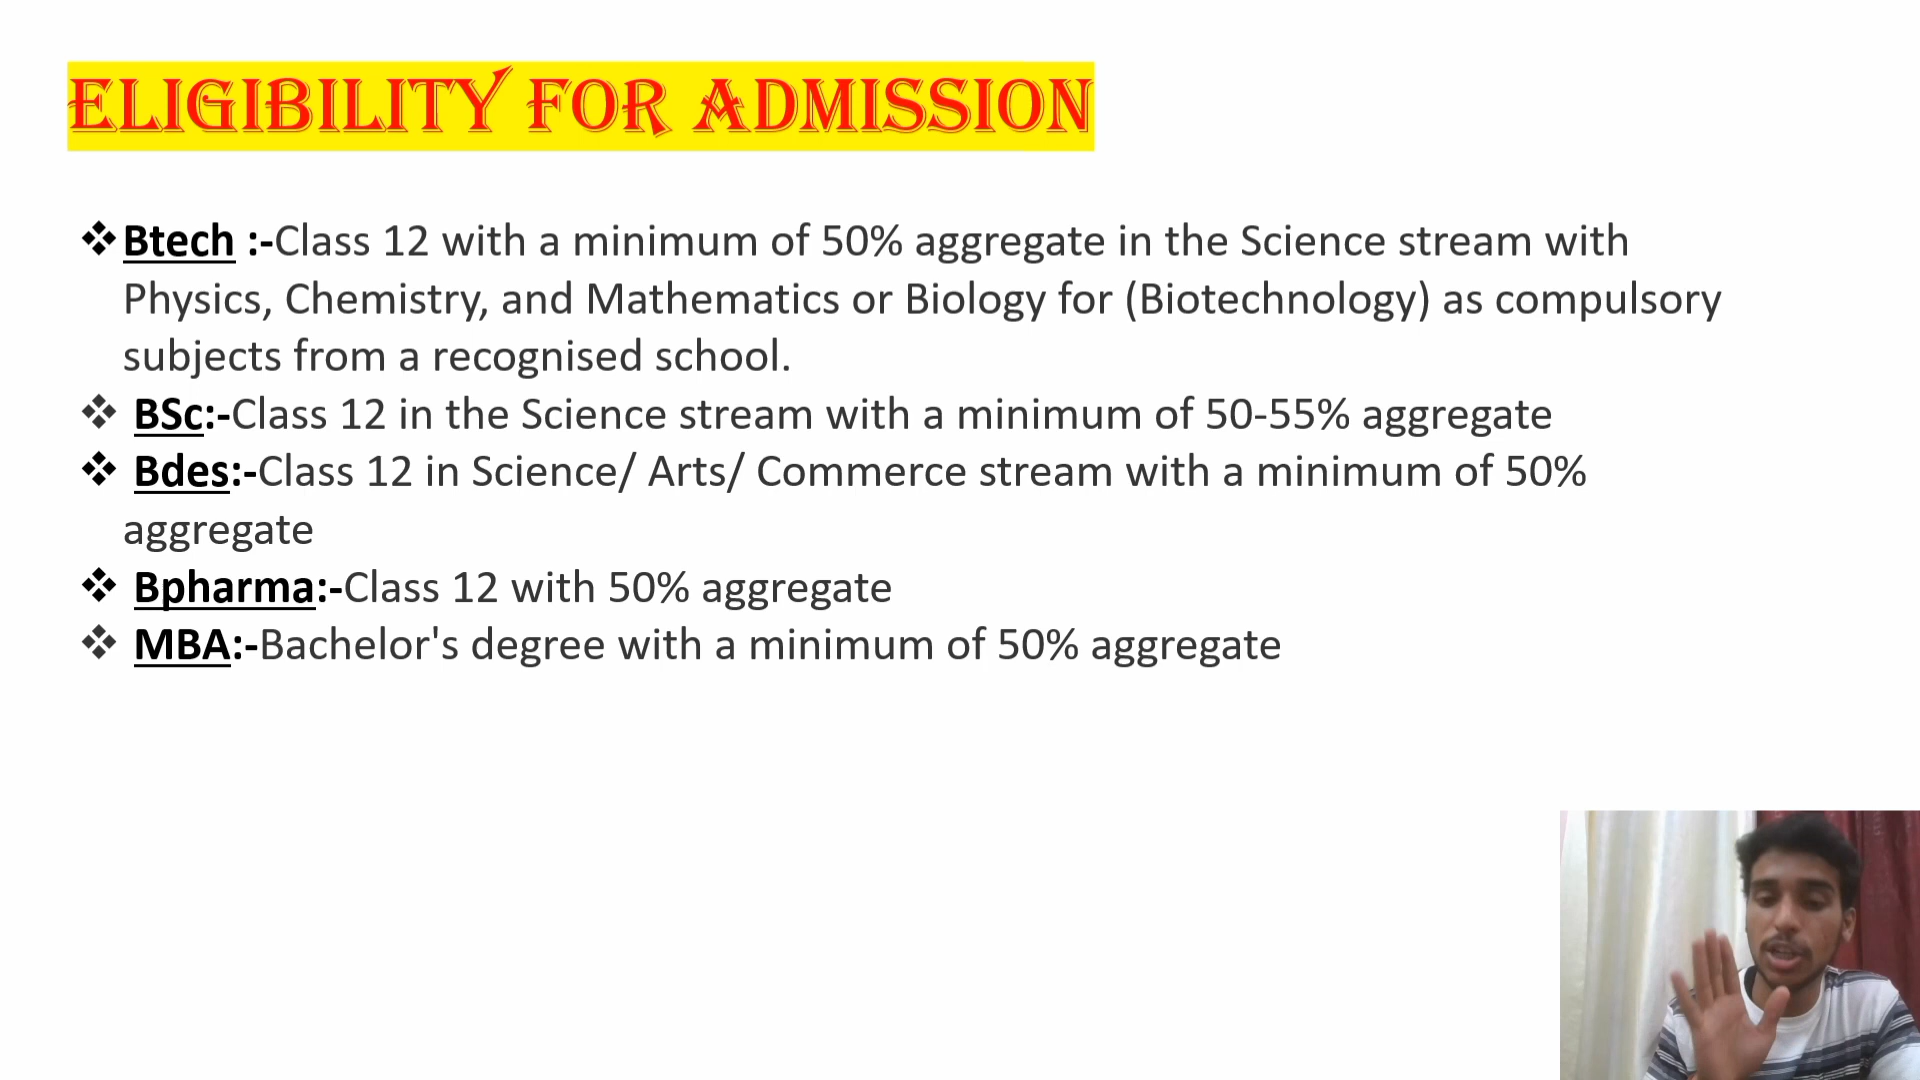 ELIGIBILITY FOR ADMISSION
❖Btech :-Class 12 with a minimum of 50% aggregate in the Science stream with
Physics, Chemistry, and Mathematics or Biology for (Biotechnology) as compulsory
subjects from a recognised school.
❖ BSc:-Class 12 in the Science stream with a minimum of 50-55% aggregate
❖ Bdes:-Class 12 in Science/ Arts/ Commerce stream with a minimum of 50%
aggregate
❖ Bpharma:-Class 12 with 50% aggregate
❖ MBA:-Bachelor's degree with a minimum of 50% aggregate